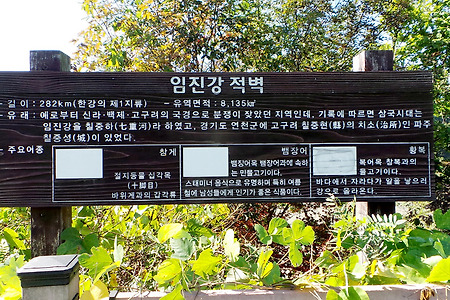 임진강 적벽
- 길이 : 282km(한강의 제1지류)  - 유역면적 : 8,135㎢
- 유래 : 예로부터 신라·백제·고구려의 국경으로 분쟁이 잦았던 지역인데, 기록에 따르면 삼국시대는
임진강을 칠중하(七重河)라 하였고, 경기도 연천군에 고구려 칠중현(縣)의 치소(治所)인 파주
칠중성(城)이 있었다.
- 주요어종
참게
절지동물 십각목
(十脚目)
바위게과의 갑각류
뱀장어
뱀장어목 뱀장어과에 속하
는 민물고기이다.
스태미너 음식으로 유명하며 특히 여름
철에 남성들에게 인기가 좋은 식품이다.
황복
복어목 참복과의
물고기이다.
바다에서 자라다가 알을 낳으러
강으로 올라온다.